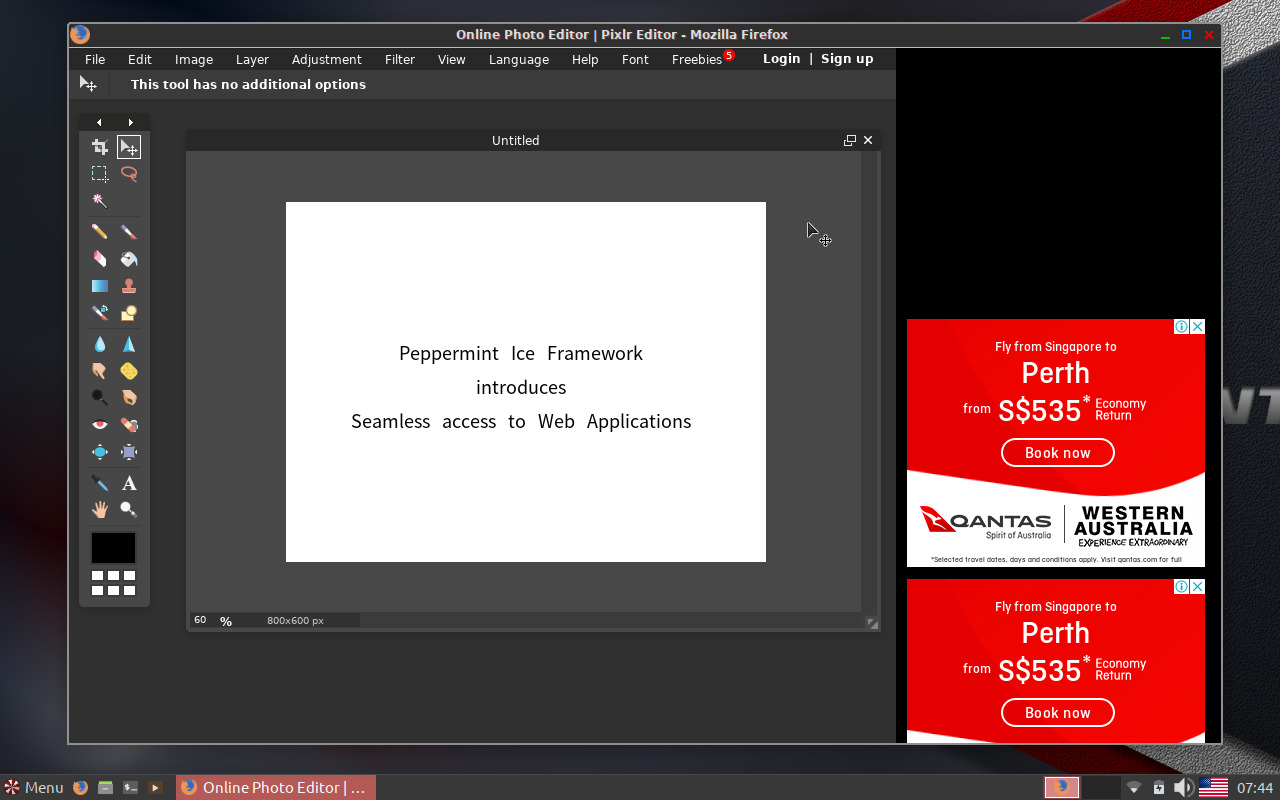 Online Photo Editor | Pixlr Editor - Mozilla Firefox
File Edit Image Layer Adjustment Filter View Language Help Font Freebies 5 Login | Sign up
This tool has no additional options
Untitled
Peppermint Ice Framework
introduces
Seamless access to Web Applications
A
60 % 800x600 px
Fly from Singapore to
Perth
from S$535* Economy
Return
Book now
QANTAS
Spirit of Australia
WESTERN
AUSTRALIA
EXPERIENCE EXTRAORDINARY
*Selected travel dates, days and conditions apply. Visit qantas.com for full
Fly from Singapore to
Perth
from S$535* Economy
Return
Book now
NT
Menu Online Photo Editor | ... 07:44